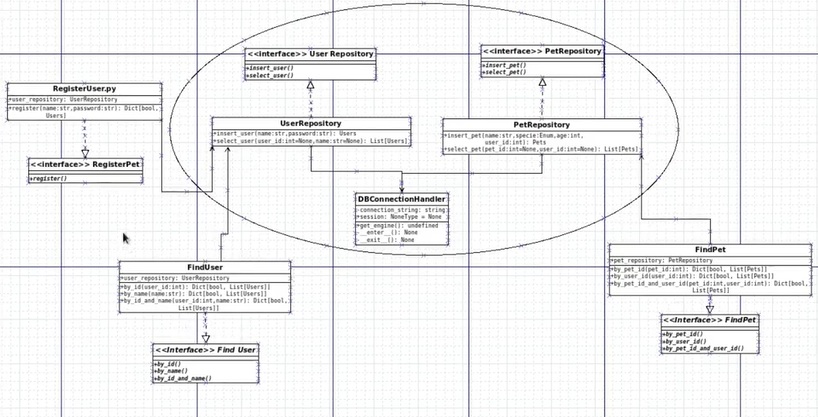 <<interface>> User Repository
+insert_user()
+select_user()
<<interface>> PetRepository
+insert_pet()
+select_pet()
RegisterUser.py
+user_repository: UserRepository
+register(name:str,password:str): Dict[bool,
Users]
<<interface>> RegisterPet
+register()
UserRepository
+insert_user(name:str,password:str): Users
+select_user(user_id:int=None,name:str=None): List[Users]
PetRepository
+insert_pet(name:str,specie:Enum,age:int,
user_id:int): Pets
+select_pet(pet_id:int=None,user_id:int=None): List[Pets]
DBConnectionHandler
-connection_string: string
+session: NoneType = None
+get_engine(): undefined
-__enter__(): None
-__exit__(): None
FindUser
+user_repository: UserRepository
+by_id(user_id:int): Dict[bool, List[Users]]
+by_name(name:str): Dict[bool, List[Users]]
+by_id_and_name(user_id:int,name:str): Dict[bool,
List[Users]]
<<Interface>> Find User
+by_id()
+by_name()
+by_id_and_name()
FindPet
+pet_repository: PetRepository
+by_pet_id(pet_id:int): Dict[bool, List[Pets]]
+by_user_id(user_id:int): Dict[bool, List[Pets]]
+by_pet_id_and_user_id(pet_id:int,user_id:int): Dict[bool,
List[Pets]]
<<Interface>> FindPet
+by_pet_id()
+by_user_id()
+by_pet_id_and_user_id()